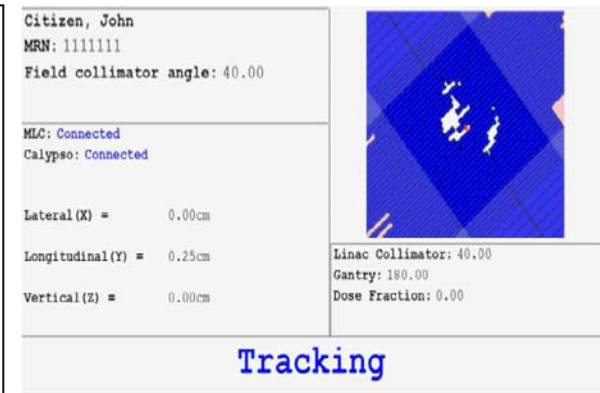 Citizen, John
MRN: 1111111
Field collimator angle: 40.00
MLC: Connected
Calypso: Connected
Lateral(X) = 0.00cm
Longitudinal(Y) = 0.25cm
Vertical(Z) = 0.00cm
Linac Collimator: 40.00
Gantry: 180.00
Dose Fraction: 0.00
Tracking